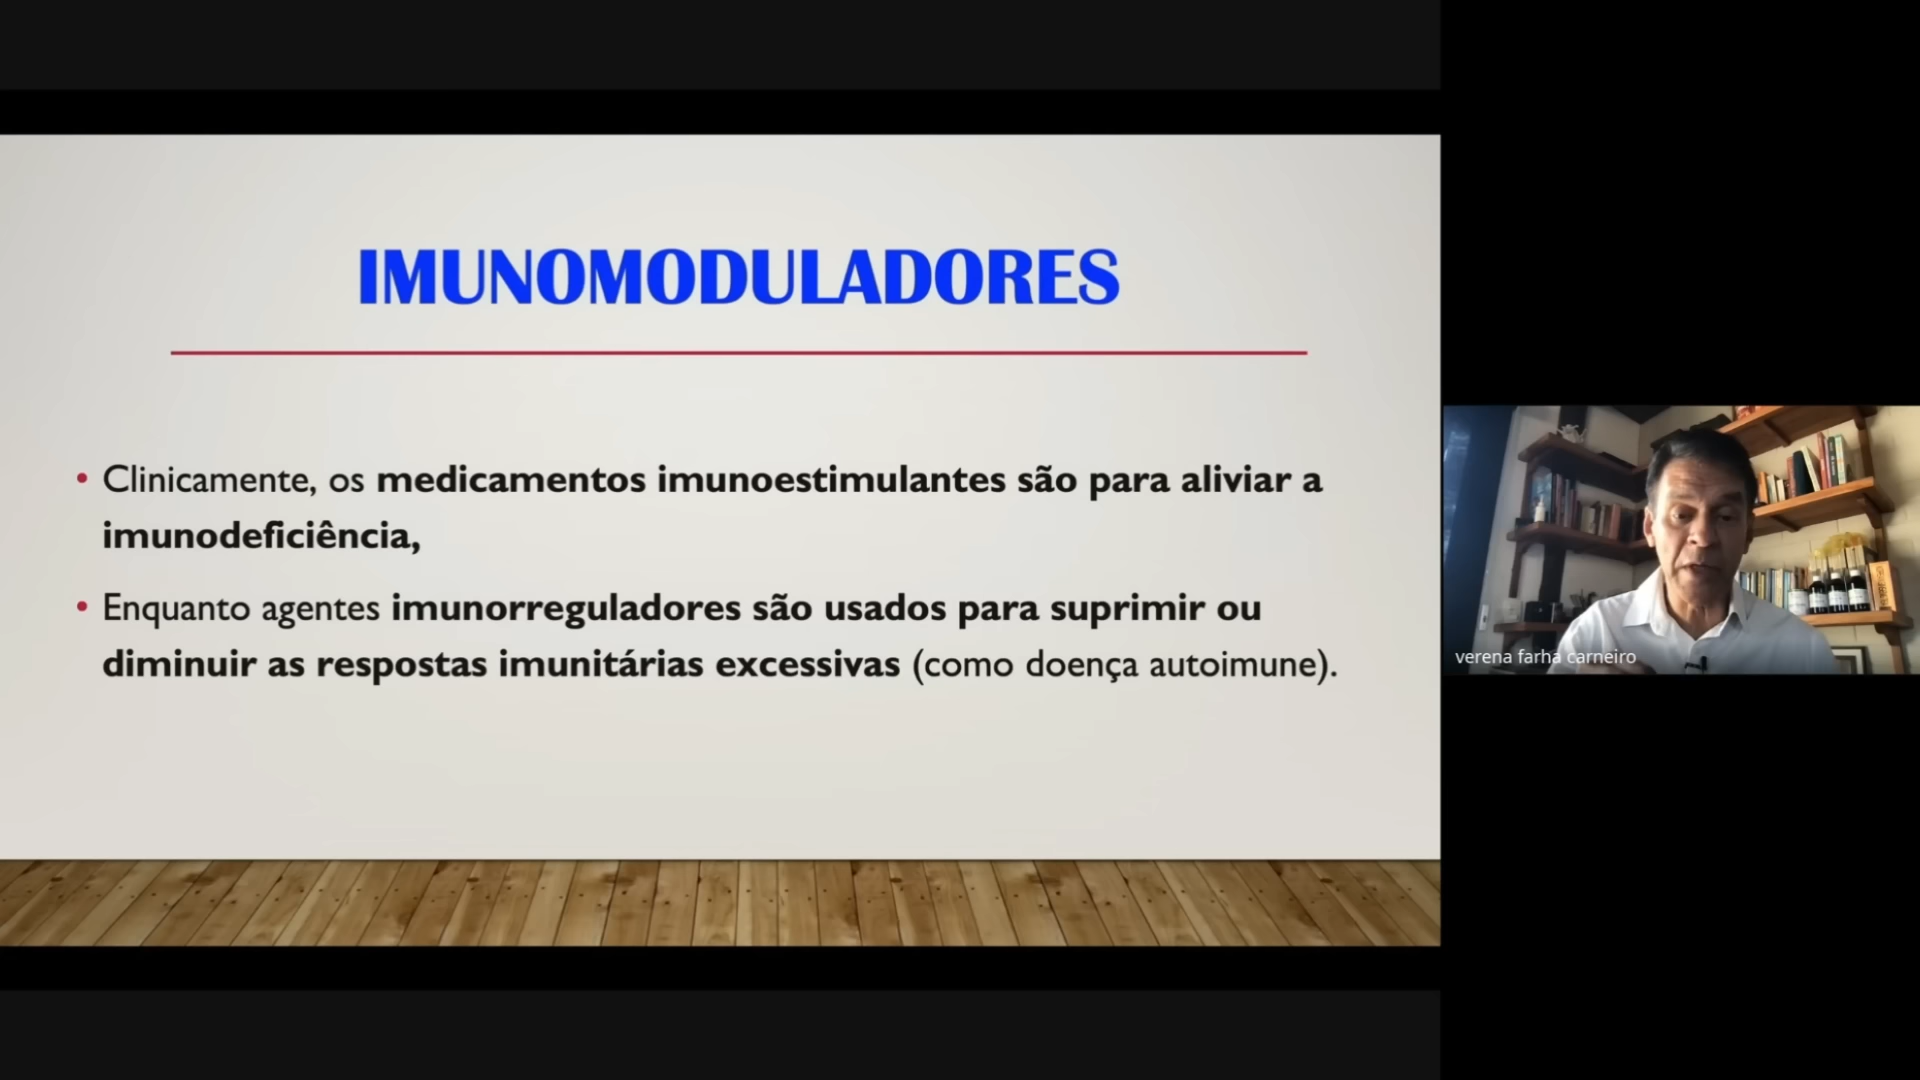 IMUNOMODULADORES
• Clinicamente, os medicamentos imunoestimulantes são para aliviar a
imunodeficiência,
• Enquanto agentes imunorreguladores são usados para suprimir ou
diminuir as respostas imunitárias excessivas (como doença autoimune).
verena farha carneiro